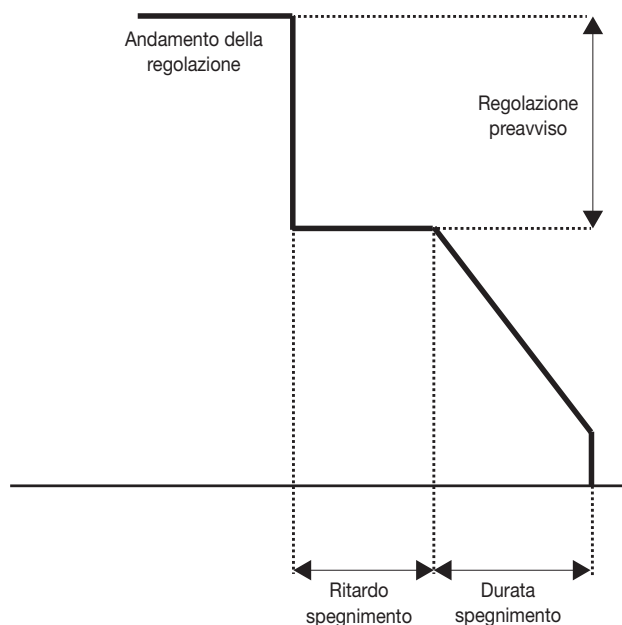 Andamento della
regolazione
Regolazione
preavviso
Ritardo
spegnimento
Durata
spegnimento